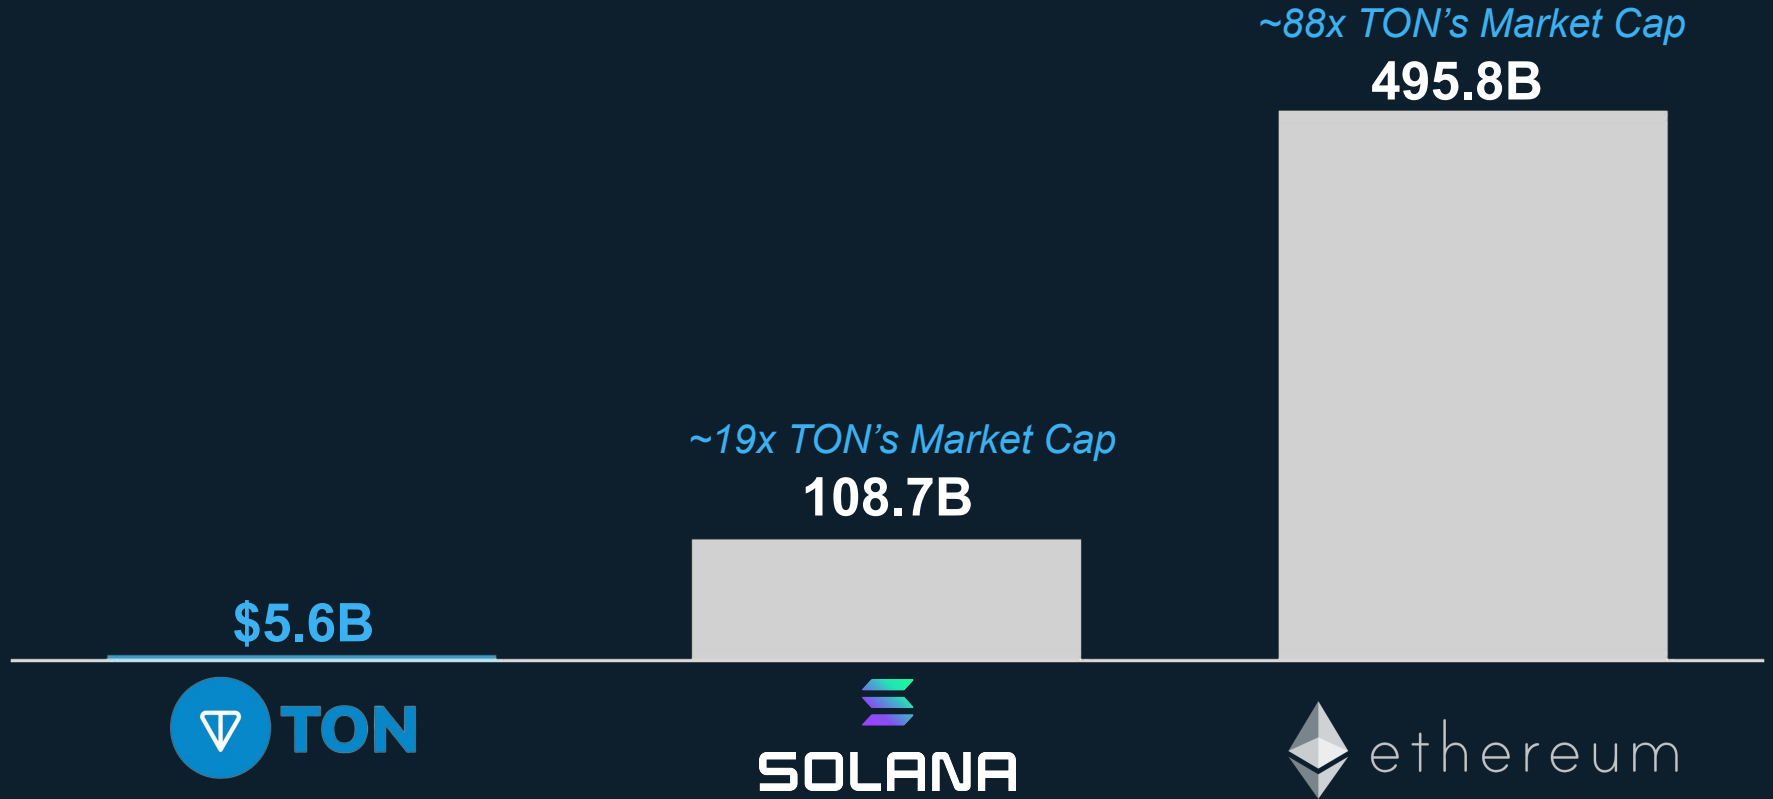 ~88x TON’s Market Cap
495.8B
~19x TON’s Market Cap
108.7B
$5.6B
TON
SOLANA
ethereum